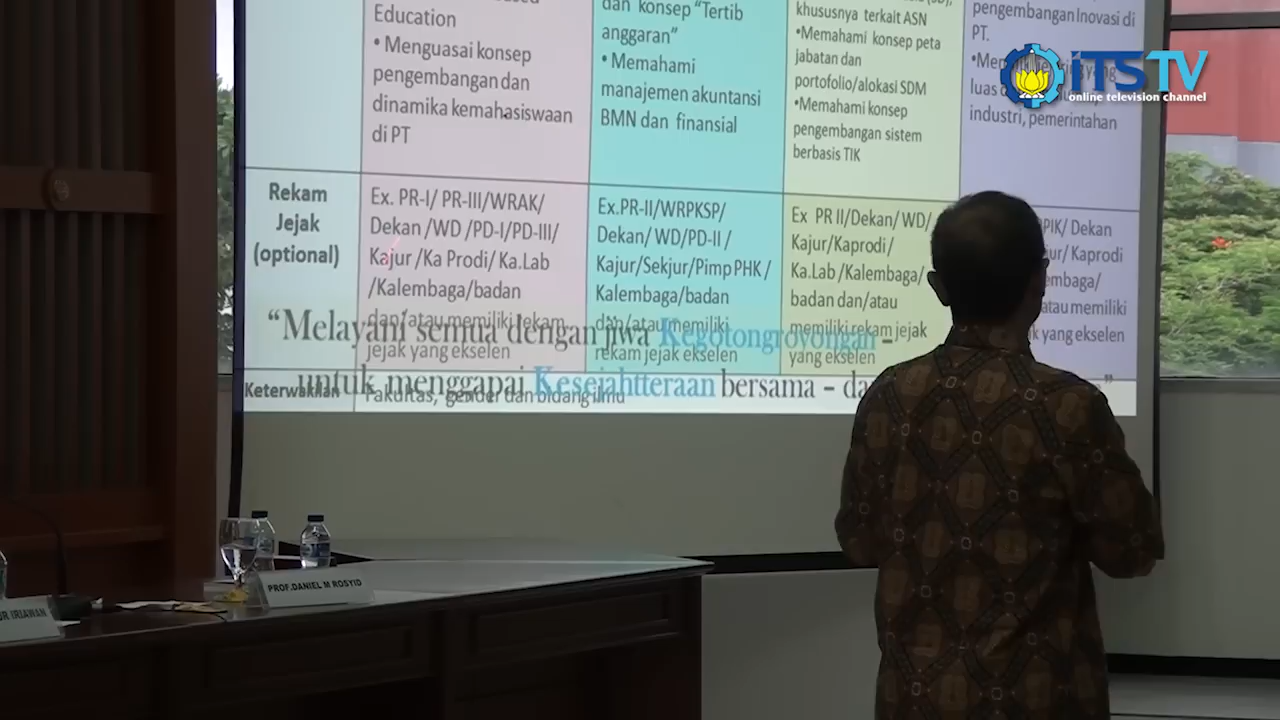 Education
• Menguasai konsep
pengembangan dan
dinamika kemahasiswaan
di PT
dan konsep "Tertib
anggaran"
• Memahami
manajemen akuntansi
BMN dan finansial
khususnya terkait ASN
•Memahami konsep peta
jabatan dan
portofolio/alokasi SDM
•Memahami konsep
pengembangan sistem
berbasis TIK
pengembangan Inovasi di
PT.
luas
industri, pemerintahan
iTS TV
online television channel
Rekam
Jejak
(optional)
Ex. PR-I/ PR-III/WRAK/
Dekan /WD /PD-I/PD-III/
Kajur /Ka Prodi/ Ka.Lab
/Kalembaga/badan
dan/atau memiliki rekam
jejak yang ekselen
Ex.PR-II/WRPKSP/
Dekan/ WD/PD-II /
Kajur/Sekjur/Pimp PHK /
Kalembaga/badan
dan/atau memiliki
rekam jejak ekselen
Ex PR II/Dekan/ WD/
Kajur/Kaprodi/
Ka.Lab /Kalembaga/
badan dan/atau
memiliki rekam jejak
yang ekselen
Dekan
Kaprodi
atau memiliki
yang ekselen
Keterwakilan
Fakultas, gender dan bidang ilmu
"Melayani semua dengan jiwa Kegotongroyongan –
untuk menggapai Kesejahtteraan bersama –
PROF.DANIEL M ROSYID
IRIAWAN